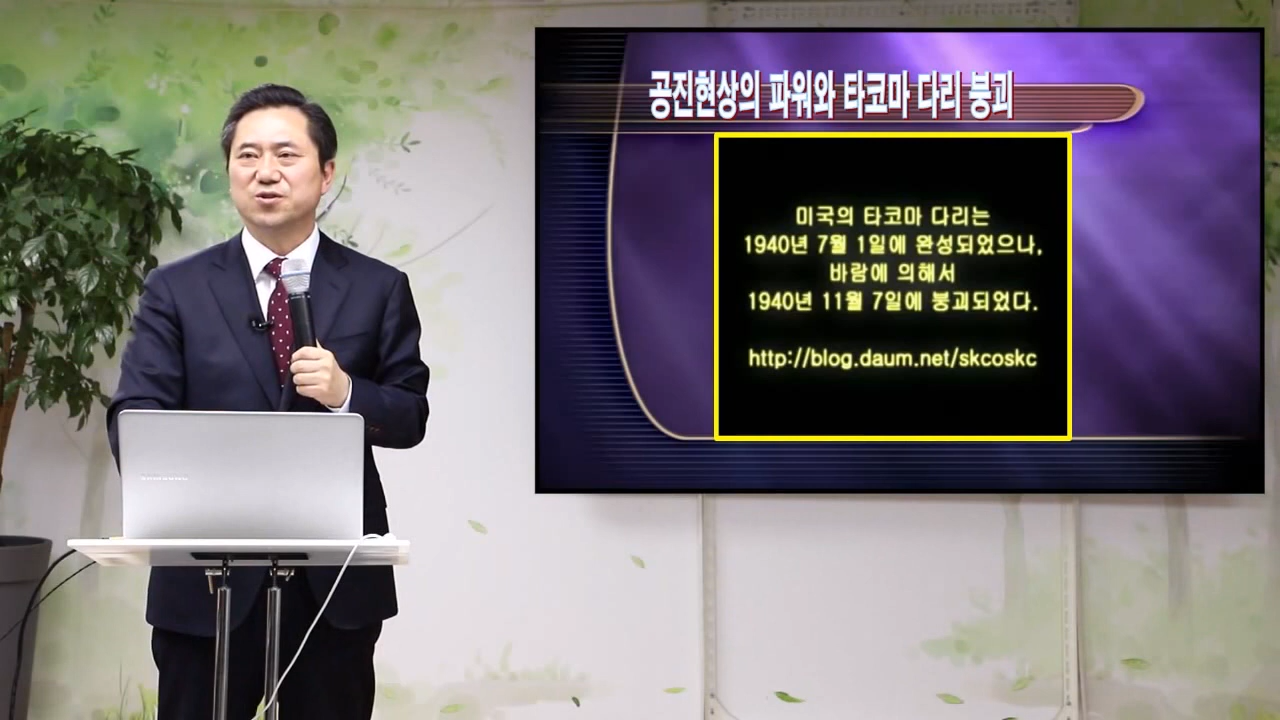 공진현상의 파워와 타코마 다리 붕괴
미국의 타코마 다리는
1940년 7월 1일에 완성되었으나,
바람에 의해서
1940년 11월 7일에 붕괴되었다.
http://blog.daum.net/skcoskc
SAMSUNG